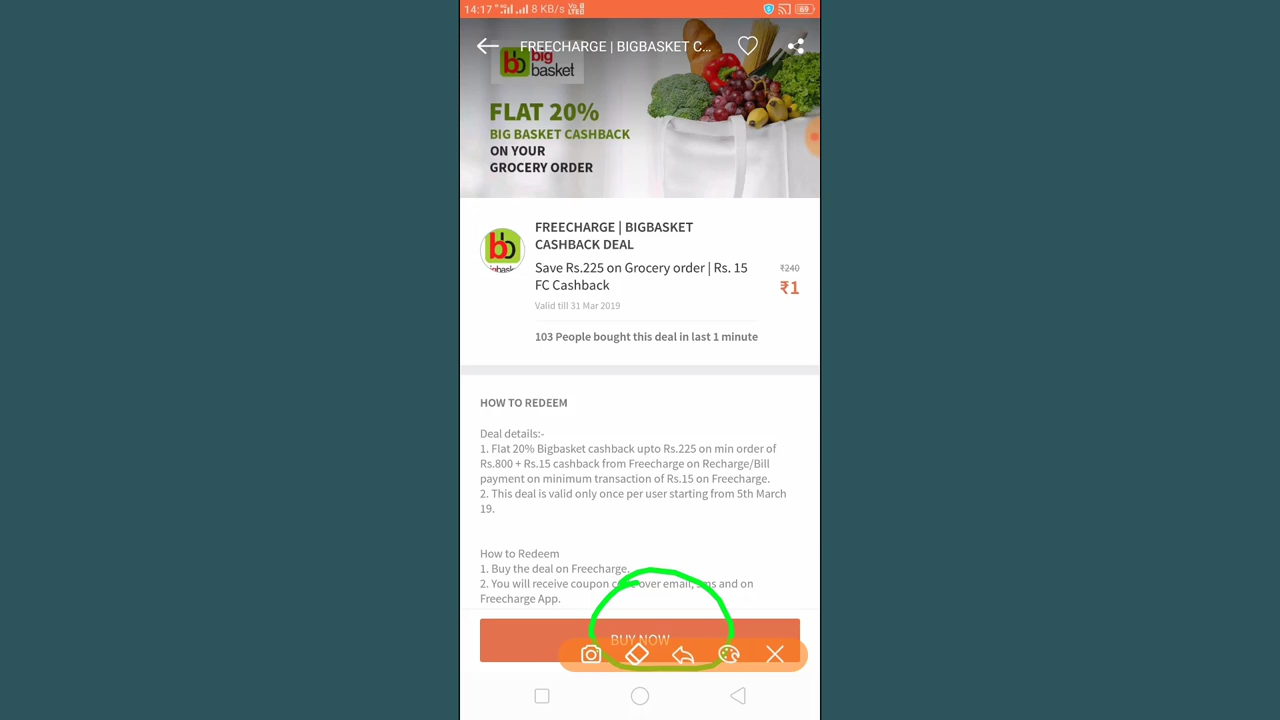 14:17 8 KB/s 69
FREECHARGE | BIGBASKET C...
bb big basket
FLAT 20%
BIG BASKET CASHBACK
ON YOUR
GROCERY ORDER
bb
FREECHARGE | BIGBASKET
CASHBACK DEAL
Save Rs.225 on Grocery order | Rs. 15
FC Cashback
₹240
₹1
Valid till 31 Mar 2019
103 People bought this deal in last 1 minute
HOW TO REDEEM
Deal details:-
1. Flat 20% Bigbasket cashback upto Rs.225 on min order of
Rs.800 + Rs.15 cashback from Freecharge on Recharge/Bill
payment on minimum transaction of Rs.15 on Freecharge.
2. This deal is valid only once per user starting from 5th March
19.
How to Redeem
1. Buy the deal on Freecharge.
2. You will receive coupon over email, and on
Freecharge App.
BUY NOW